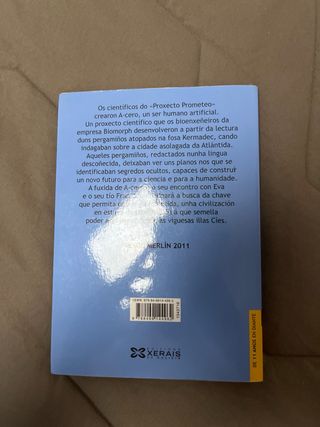 Os científicos do «Proxecto Prometeo»
crearon A-cero, un ser humano artificial.
Un proxecto científico que os bioenxeñeiros da
empresa Biomorph desenvolveron a partir da lectura
duns pergamiños atopados na fosa Kermadec, cando
indagaban sobre a cidade asolagada da Atlántida.
Aqueles pergamiños, redactados nunha lingua
descoñecida, deixaban ver uns planos nos que se
identificaban segredos ocultos, capaces de construír
un novo futuro para a ciencia e para a humanidade.
A fuxida de A-cero o seu encontro con Eva
e o seu tío a busca da chave
que permita unha civilización
en á que semella
poder as viguesas illas Cíes.
MERLÍN 2011
XERAIS
DE 11 ANOS EN DIANTE